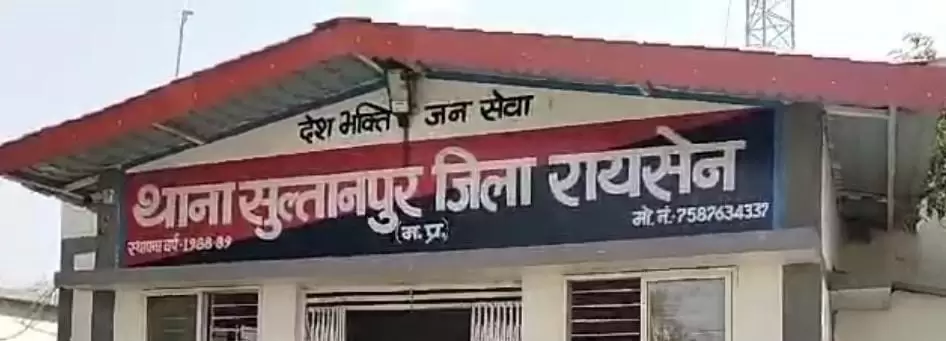 देश भक्ति जन सेवा
थाना सुल्तानपुर जिला रायसेन
(म.प्र.)
स्थापना वर्ष-1988-89
मो. नं.-7587634337